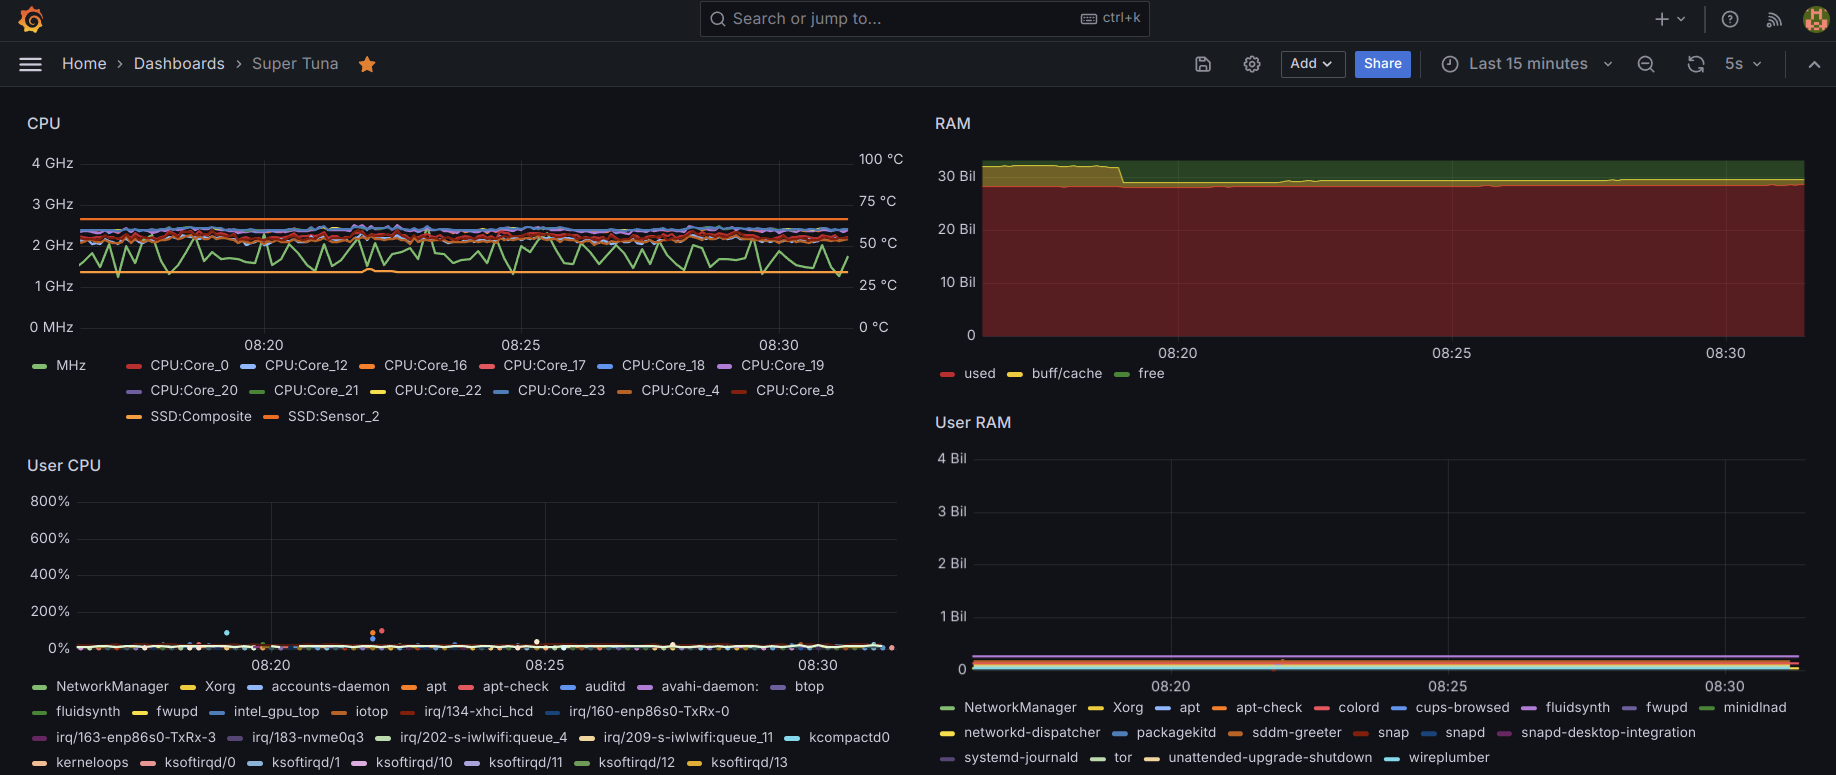 Search or jump to... ctrl+k
Home › Dashboards › Super Tuna Add Share Last 15 minutes 5s
CPU
4 GHz
3 GHz
2 GHz
1 GHz
0 MHz
100 °C
75 °C
50 °C
25 °C
0 °C
08:20 08:25 08:30
MHz CPU:Core_0 CPU:Core_12 CPU:Core_16 CPU:Core_17 CPU:Core_18 CPU:Core_19
CPU:Core_20 CPU:Core_21 CPU:Core_22 CPU:Core_23 CPU:Core_4 CPU:Core_8
SSD:Composite SSD:Sensor_2
RAM
30 Bil
20 Bil
10 Bil
0
08:20 08:25 08:30
used buff/cache free
User CPU
800%
600%
400%
200%
0%
08:20 08:25 08:30
NetworkManager Xorg accounts-daemon apt apt-check auditd avahi-daemon: btop
fluidsynth fwupd intel_gpu_top iotop irq/134-xhci_hcd irq/160-enp86s0-TxRx-0
irq/163-enp86s0-TxRx-3 irq/183-nvme0q3 irq/202-s-iwlwifi:queue_4 irq/209-s-iwlwifi:queue_11 kcompactd0
kerneloops ksoftirqd/0 ksoftirqd/1 ksoftirqd/10 ksoftirqd/11 ksoftirqd/12 ksoftirqd/13
User RAM
4 Bil
3 Bil
2 Bil
1 Bil
0
08:20 08:25 08:30
NetworkManager Xorg apt apt-check colord cups-browsed fluidsynth fwupd minidlnad
networkd-dispatcher packagekitd sddm-greeter snap snapd snapd-desktop-integration
systemd-journald tor unattended-upgrade-shutdown wireplumber